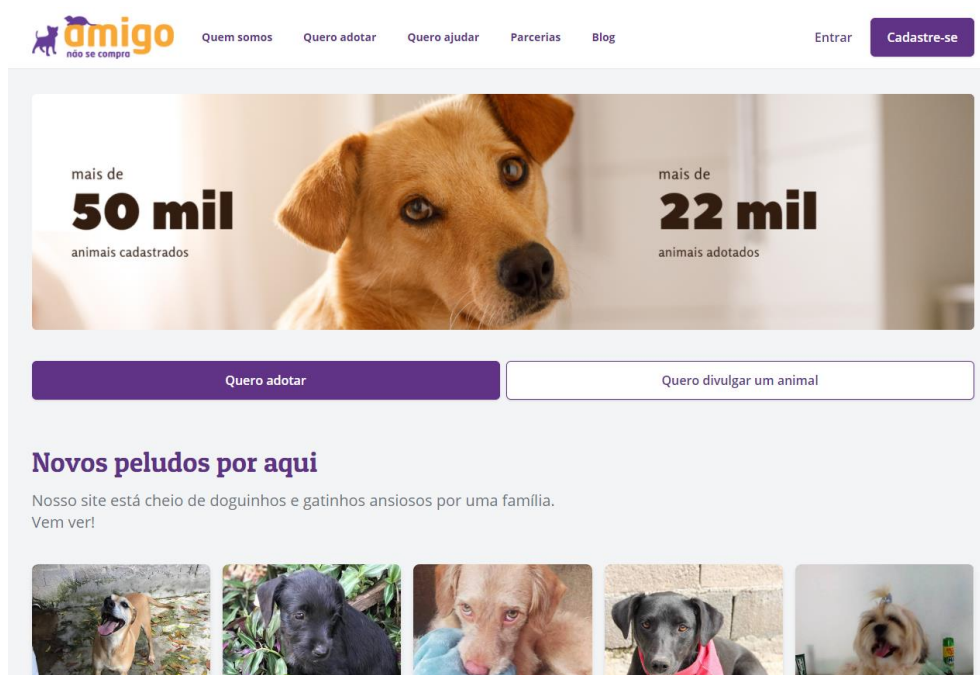 amigo
não se compra
Quem somos
Quero adotar
Quero ajudar
Parcerias
Blog
Entrar
Cadastre-se
mais de
50 mil
animais cadastrados
mais de
22 mil
animais adotados
Quero adotar
Quero divulgar um animal
Novos peludos por aqui
Nosso site está cheio de doguinhos e gatinhos ansiosos por uma família.
Vem ver!